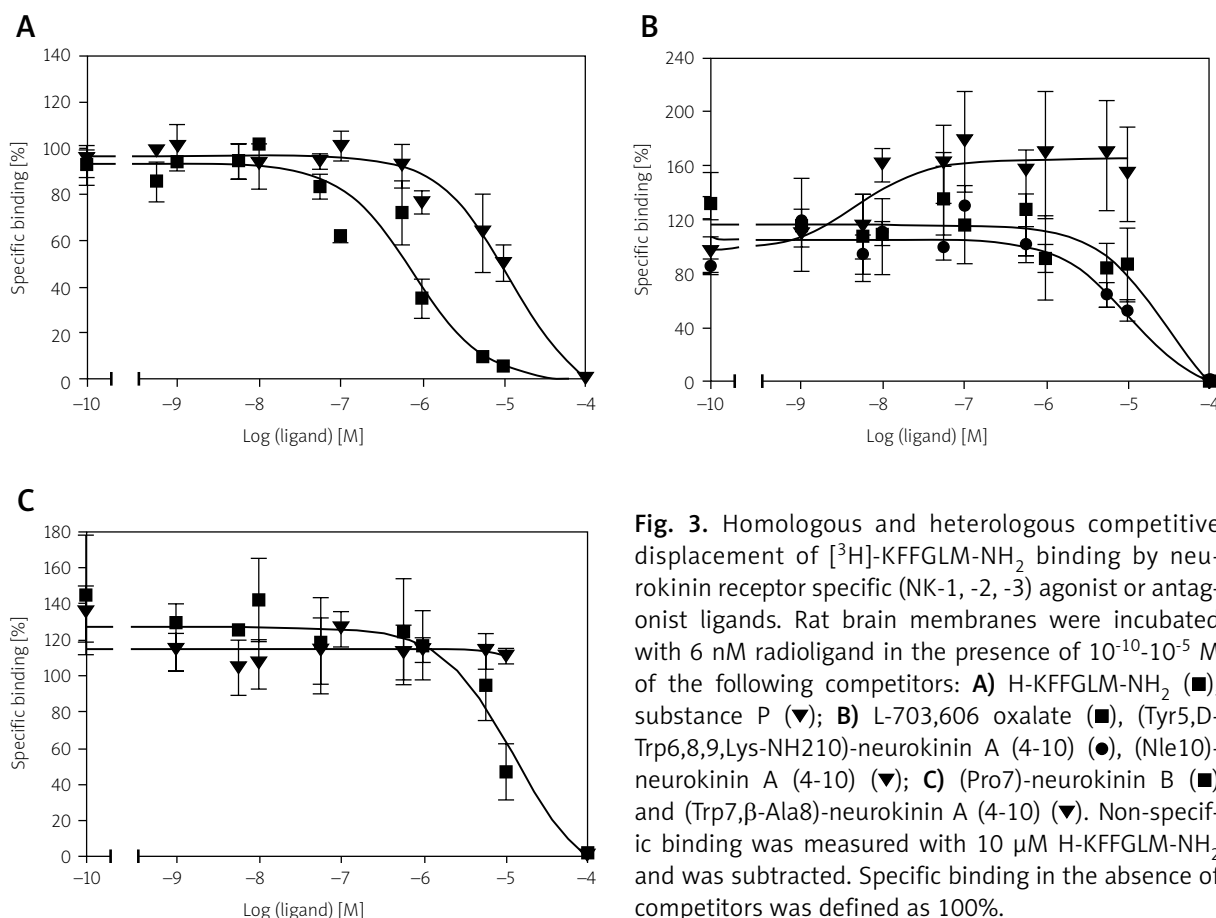 A
140
120
100
80
60
40
20
0
Specific binding [%]
–10 –9 –8 –7 –6 –5 –4
Log (ligand) [M]
B
240
200
160
120
80
40
0
Specific binding [%]
–10 –9 –8 –7 –6 –5 –4
Log (ligand) [M]
C
180
160
140
120
100
80
60
40
20
0
Specific binding [%]
–10 –9 –8 –7 –6 –5 –4
Log (ligand) [M]
Fig. 3. Homologous and heterologous competitive
displacement of [³H]-KFFGLM-NH₂ binding by neu-
rokinin receptor specific (NK-1, -2, -3) agonist or antag-
onist ligands. Rat brain membranes were incubated
with 6 nM radioligand in the presence of 10⁻¹⁰-10⁻⁵ M
of the following competitors: A) H-KFFGLM-NH₂ (■),
substance P (▼); B) L-703,606 oxalate (■), (Tyr5,D-
Trp6,8,9,Lys-NH210)-neurokinin A (4-10) (●), (Nle10)-
neurokinin A (4-10) (▼); C) (Pro7)-neurokinin B (■)
and (Trp7,β-Ala8)-neurokinin A (4-10) (▼). Non-specif-
ic binding was measured with 10 µM H-KFFGLM-NH₂
and was subtracted. Specific binding in the absence of
competitors was defined as 100%.